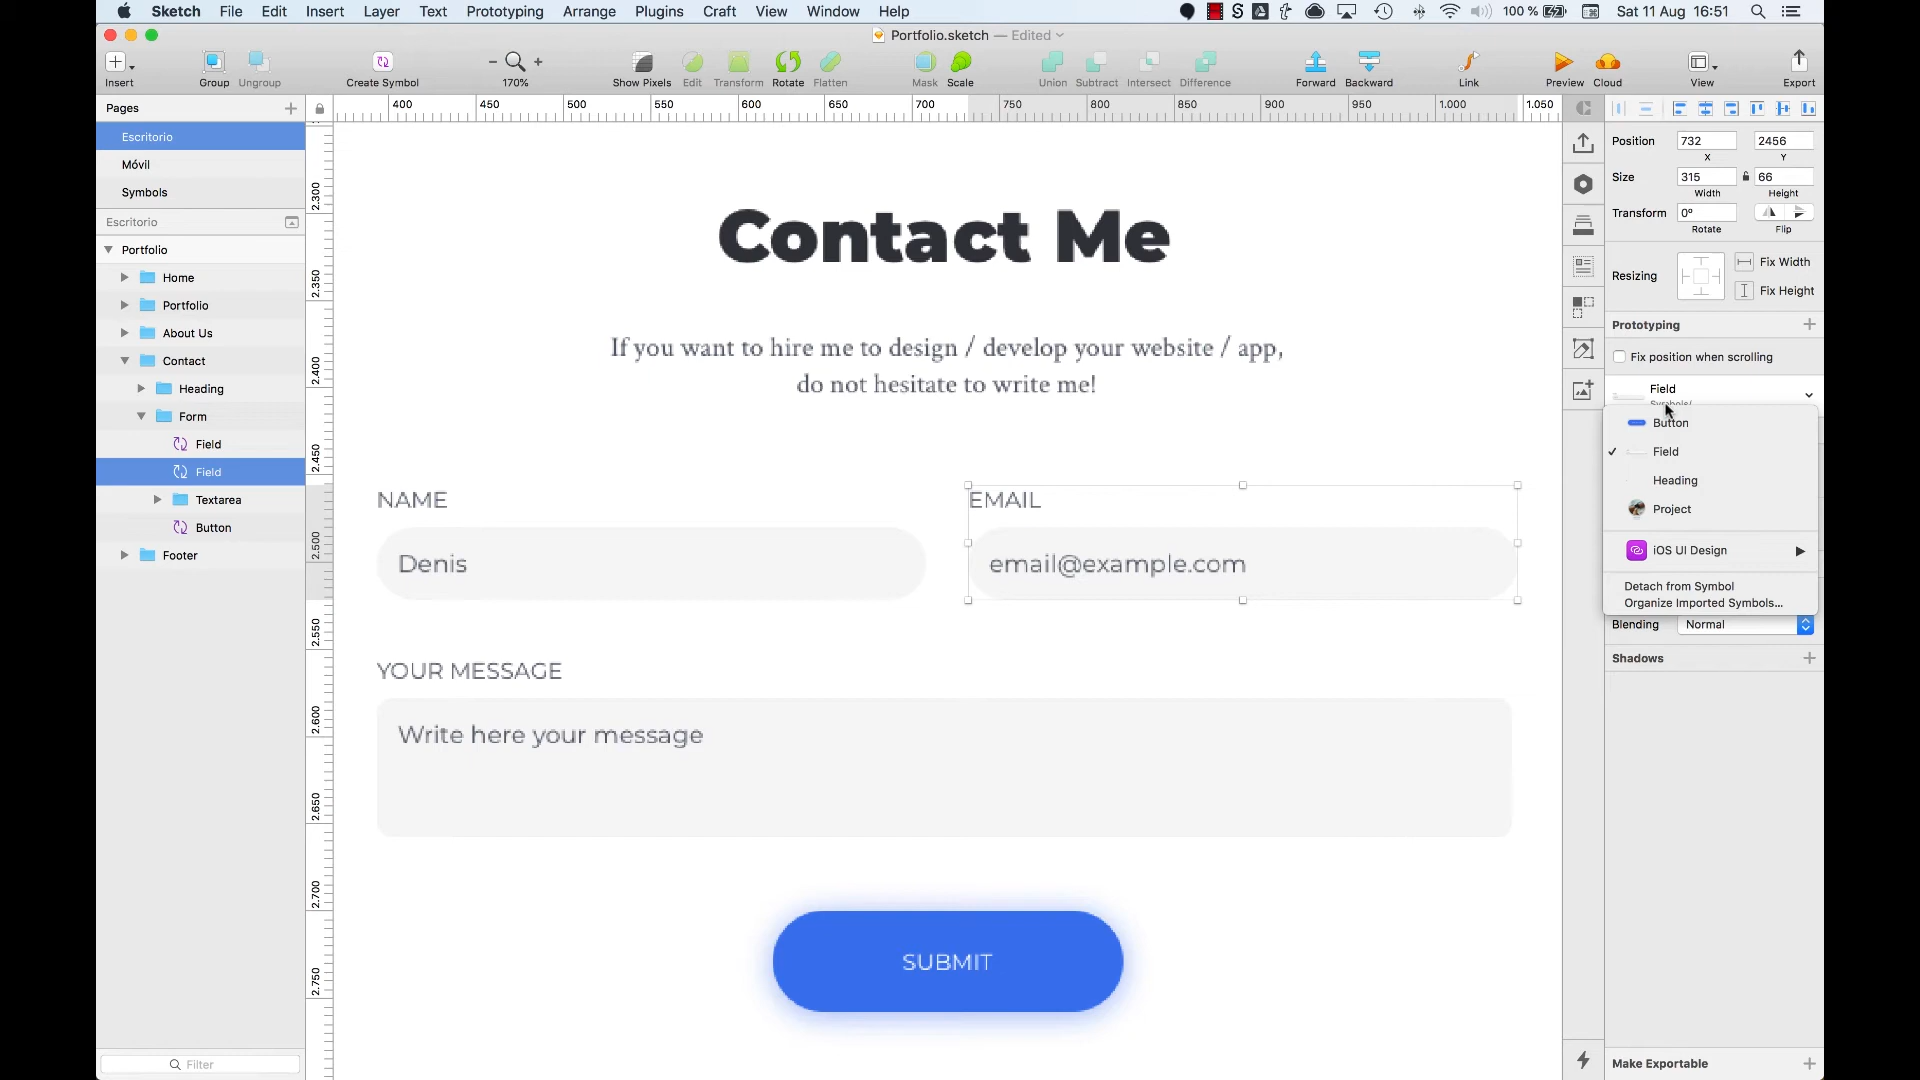 Sketch File Edit Insert Layer Text Prototyping Arrange Plugins Craft View Window Help 100 % Sat 11 Aug 16:51
Portfolio.sketch — Edited
Insert Group Ungroup Create Symbol 170% Show Pixels Edit Transform Rotate Flatten Mask Scale Union Subtract Intersect Difference Forward Backward Link Preview Cloud View Export
Pages
Escritorio
Móvil
Symbols
Escritorio
Portfolio
Home
Portfolio
About Us
Contact
Heading
Form
Field
Field
Textarea
Button
Footer
Filter
400 450 500 550 600 650 700 750 800 850 900 950 1.000 1.050
2.300
2.350
2.400
2.450
2.500
2.550
2.600
2.650
2.700
2.750
Contact Me
If you want to hire me to design / develop your website / app,
do not hesitate to write me!
NAME
Denis
EMAIL
email@example.com
YOUR MESSAGE
Write here your message
SUBMIT
Position 732 2456
X Y
Size 315 66
Width Height
Transform 0°
Rotate Flip
Resizing Fix Width
Fix Height
Prototyping
Fix position when scrolling
Field
Symbols/
Button
Field
Heading
Project
iOS UI Design
Detach from Symbol
Organize Imported Symbols...
Blending Normal
Shadows
Make Exportable